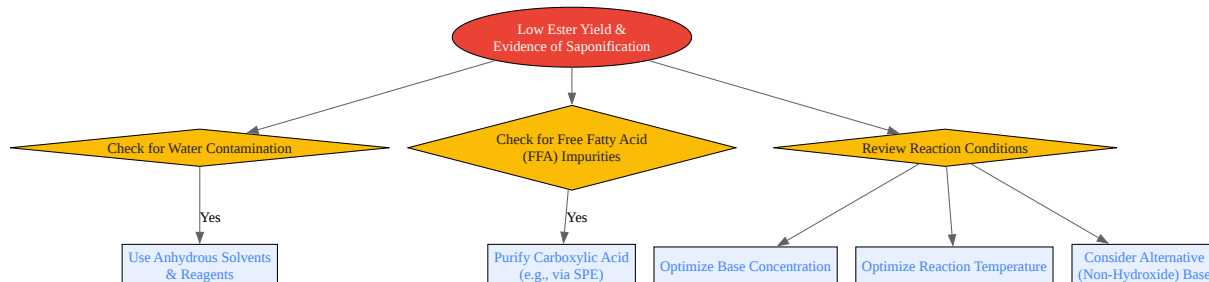 Low Ester Yield &
Evidence of Saponification
Check for Water Contamination
Check for Free Fatty Acid
(FFA) Impurities
Review Reaction Conditions
Yes
Yes
Use Anhydrous Solvents
& Reagents
Purify Carboxylic Acid
(e.g., via SPE)
Optimize Base Concentration
Optimize Reaction Temperature
Consider Alternative
(Non-Hydroxide) Base